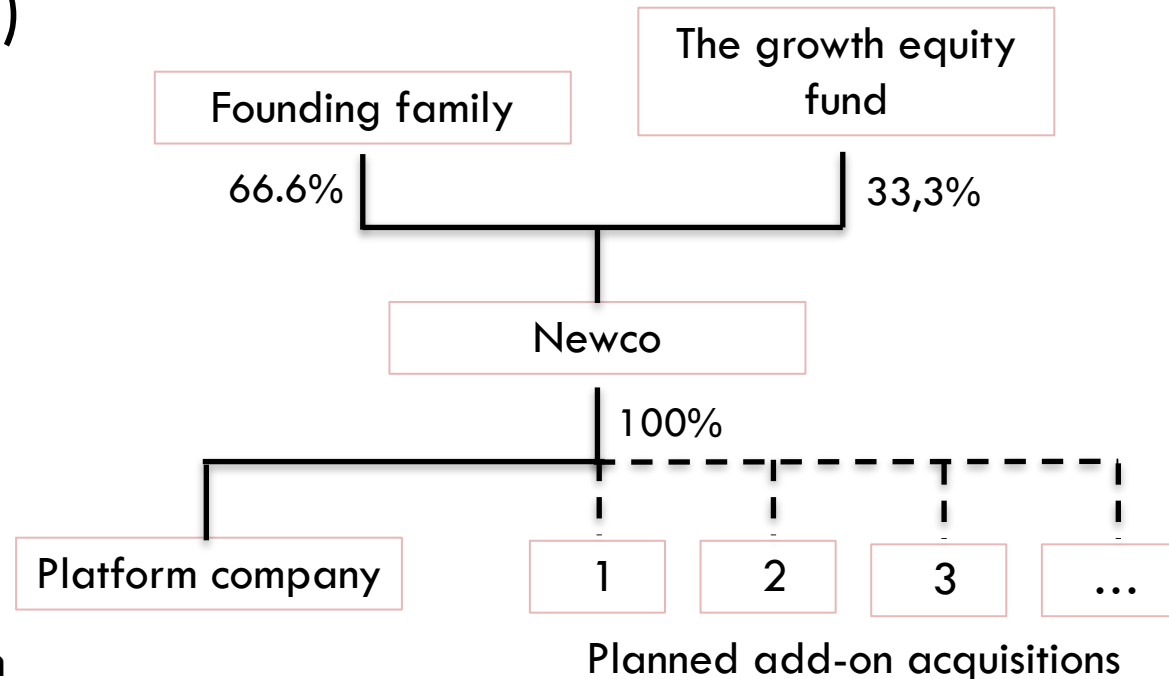 )
The growth equity
fund
Founding family
66.6%
33,3%
Newco
100%
Platform company
1
2
3
...
Planned add-on acquisitions